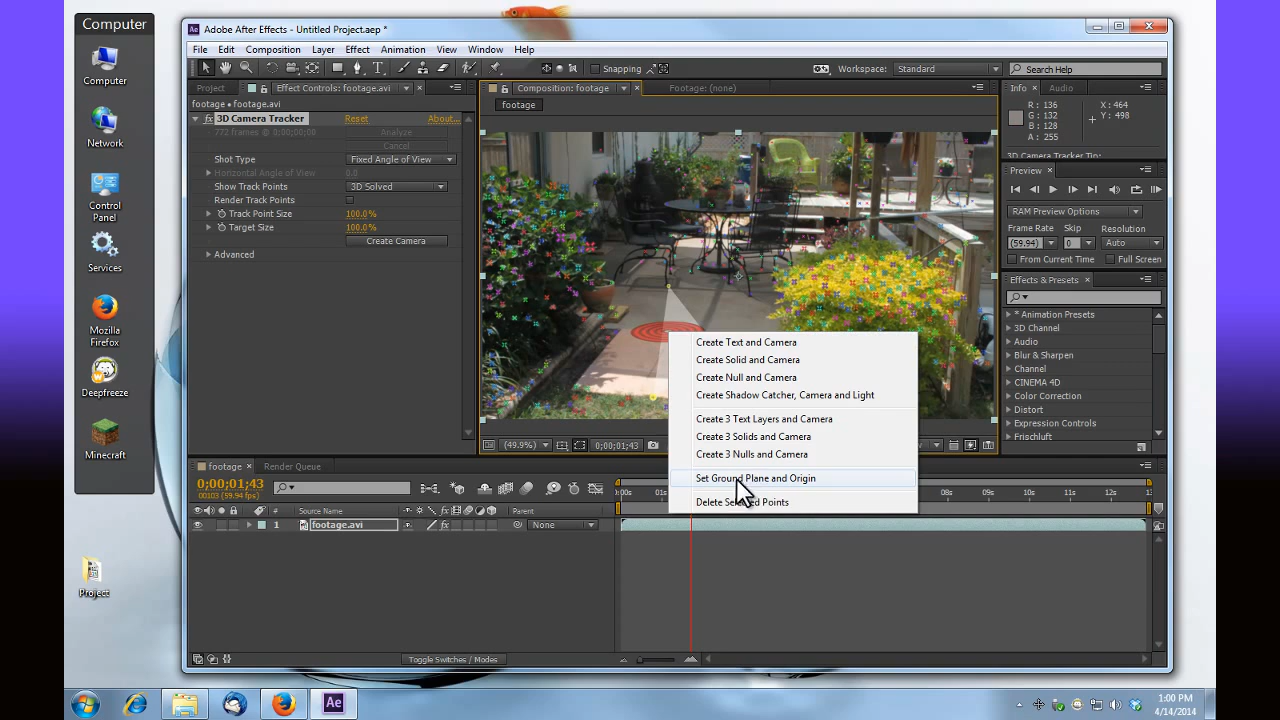 Computer
Computer
Network
Control
Panel
Services
Mozilla
Firefox
Deepfreeze
Minecraft
Project
Ae Adobe After Effects - Untitled Project.aep *
File Edit Composition Layer Effect Animation View Window Help
Snapping
Workspace: Standard
Search Help
Project
Effect Controls: footage.avi
footage • footage.avi
fx 3D Camera Tracker Reset About...
772 frames @ 0;00;00;00 Analyze
Cancel
Shot Type Fixed Angle of View
Horizontal Angle of View 0.0
Show Track Points 3D Solved
Render Track Points
Track Point Size 100.0%
Target Size 100.0%
Create Camera
Advanced
Composition: footage
Footage: (none)
footage
Create Text and Camera
Create Solid and Camera
Create Null and Camera
Create Shadow Catcher, Camera and Light
Create 3 Text Layers and Camera
Create 3 Solids and Camera
Create 3 Nulls and Camera
Set Ground Plane and Origin
Delete Selected Points
(49.9%) 0;00;01;43
Info Audio
R : 136
G : 132
B : 128
A : 255
X : 464
Y : 498
3D Camera Tracker Tip:
Preview
RAM Preview Options
Frame Rate Skip Resolution
(59.94) 0 Auto
From Current Time Full Screen
Effects & Presets
* Animation Presets
3D Channel
Audio
Blur & Sharpen
Channel
CINEMA 4D
Color Correction
Distort
Expression Controls
Frischluft
footage Render Queue
0;00;01;43
00103 (59.94 fps)
# Source Name Parent
1 footage.avi None
00s 01s 08s 09s 10s 11s 12s 13s
Toggle Switches / Modes
Ae
1:00 PM
4/14/2014